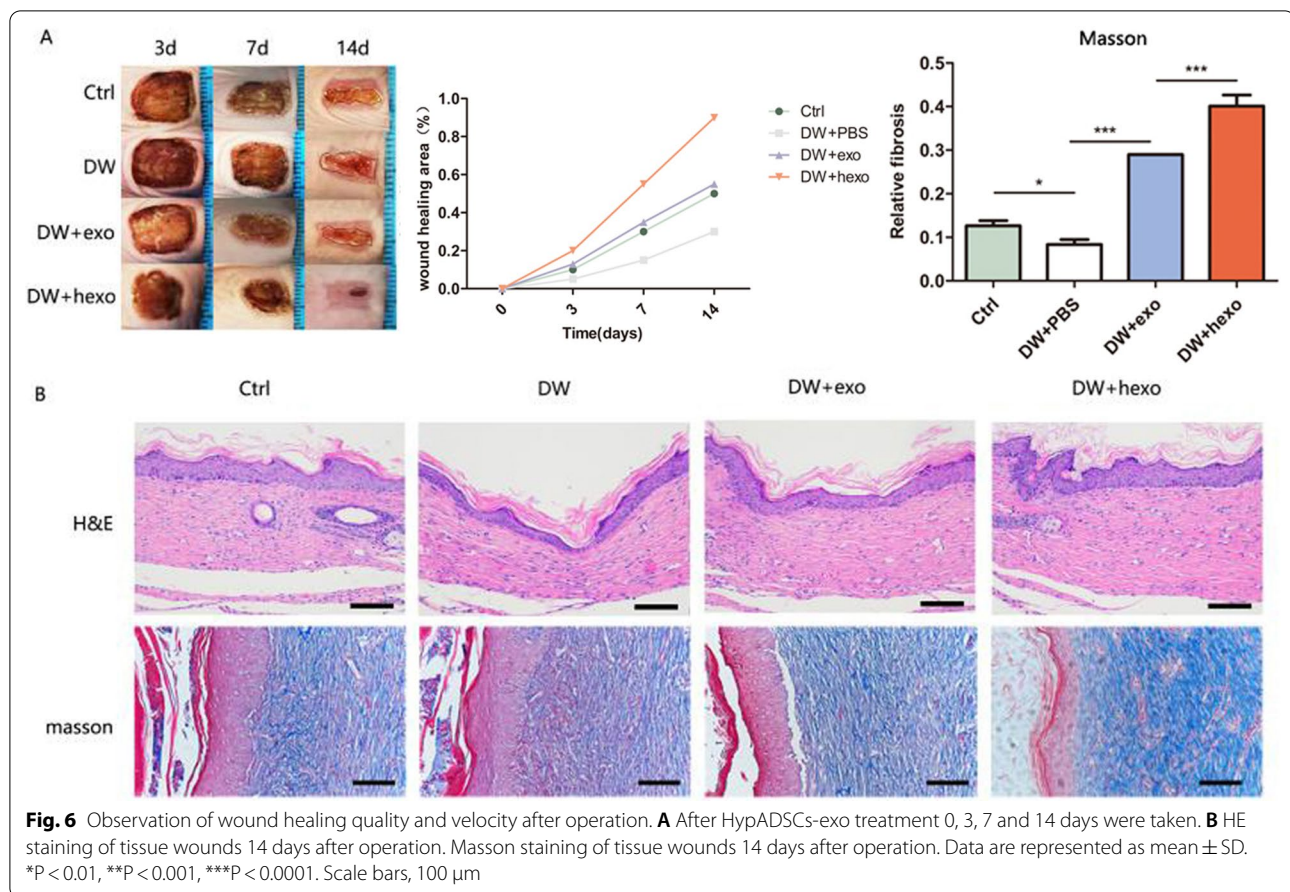 A
3d 7d 14d
Ctrl
DW
DW+exo
DW+hexo
wound healing area (%)
1.0
0.8
0.6
0.4
0.2
0.0
0 3 7 14
Time(days)
Ctrl
DW+PBS
DW+exo
DW+hexo
Masson
Relative fibrosis
0.5
0.4
0.3
0.2
0.1
0.0
* *** ***
Ctrl DW+PBS DW+exo DW+hexo
B
Ctrl DW DW+exo DW+hexo
H&E
masson
Fig. 6 Observation of wound healing quality and velocity after operation. A After HypADSCs-exo treatment 0, 3, 7 and 14 days were taken. B HE
staining of tissue wounds 14 days after operation. Masson staining of tissue wounds 14 days after operation. Data are represented as mean ± SD.
*P < 0.01, **P < 0.001, ***P < 0.0001. Scale bars, 100 μm